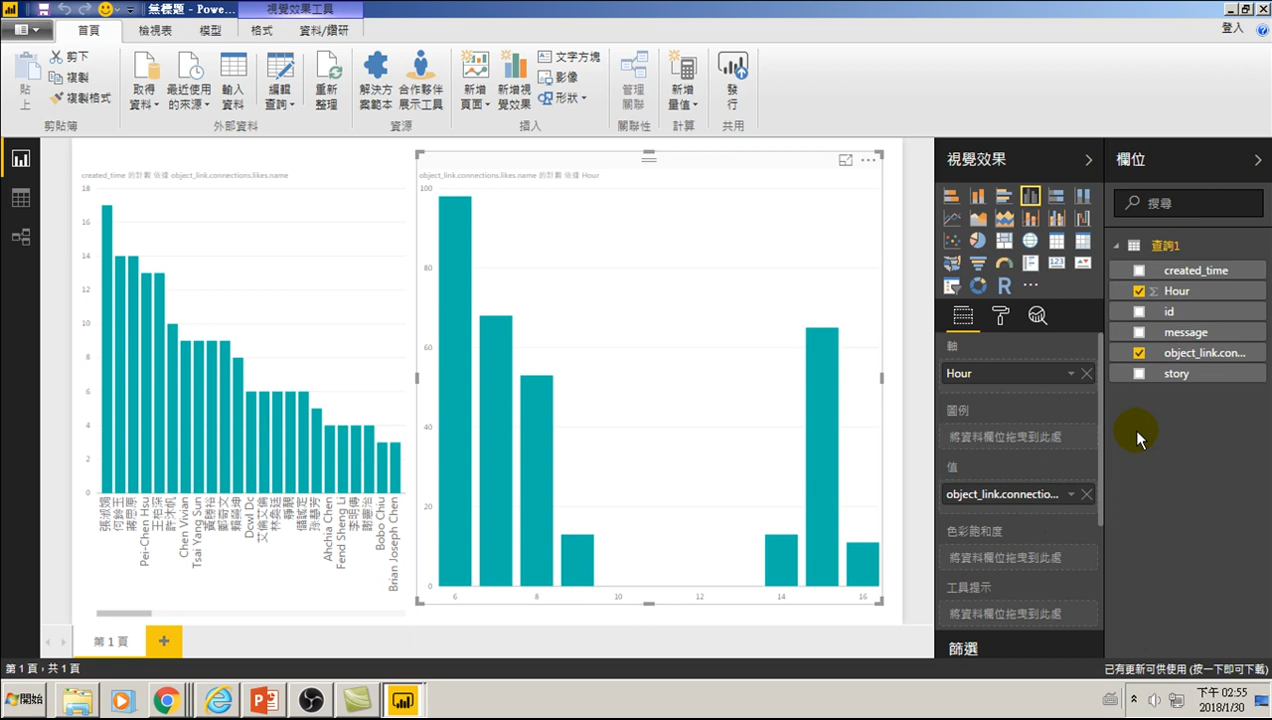 無標題 - Powe...
視覺效果工具
首頁
檢視表
模型
格式
資料/鑽研
登入
貼上
剪下
複製
複製格式
剪貼簿
取得資料
最近使用的來源
輸入資料
編輯查詢
外部資料
重新整理
解決方案範本
合作夥伴展示工具
資源
新增頁面
新增視覺效果
文字方塊
影像
形狀
插入
管理關聯
關聯性
新增量值
計算
發行
共用
created_time 的計數 依據 object_link.connections.likes.name
18
16
14
12
10
8
6
4
2
0
Pei-Chen Hsu
Chen Vivian
Tsai Yang Sun
Ahchia Chen
Fend Sheng Li
李明傳
Bobo Chiu
Brian Joseph Chen
object_link.connections.likes.name 的計數 依據 Hour
100
80
60
40
20
0
6
8
10
12
14
16
視覺效果
R
軸
Hour
圖例
將資料欄位拖曳到此處
值
object_link.connectio...
色彩飽和度
將資料欄位拖曳到此處
工具提示
將資料欄位拖曳到此處
篩選
欄位
搜尋
查詢1
created_time
Hour
id
message
object_link.con...
story
第 1 頁
第 1 頁，共 1 頁
已有更新可供使用 (按一下即可下載)
開始
下午 02:55
2018/1/30